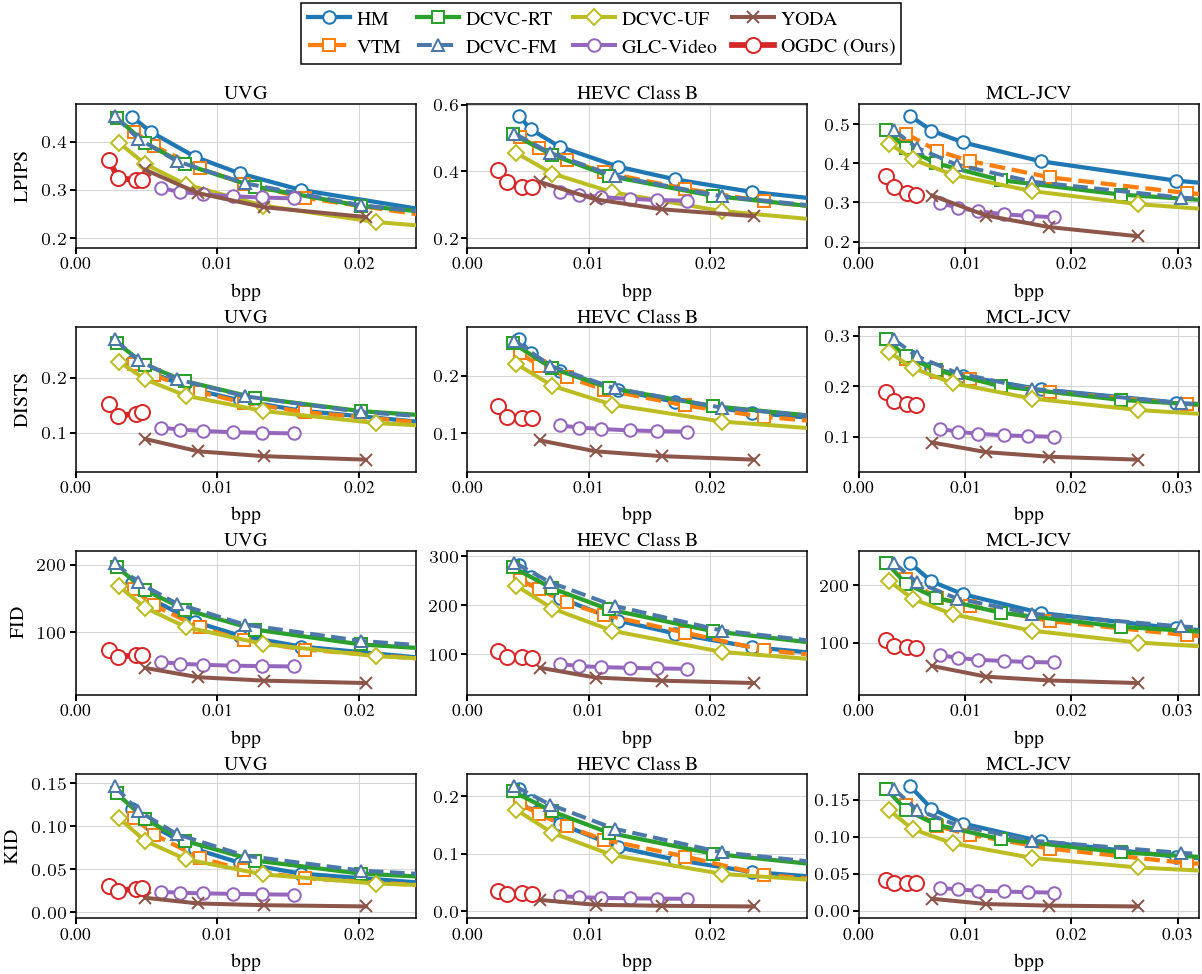 HM DCVC-RT DCVC-UF YODA
VTM DCVC-FM GLC-Video OGDC (Ours)
UVG HEVC Class B MCL-JCV
LPIPS
0.4
0.3
0.2
0.6
0.4
0.2
0.5
0.4
0.3
0.2
0.00 0.01 0.02 0.00 0.01 0.02 0.00 0.01 0.02 0.03
bpp bpp bpp
UVG HEVC Class B MCL-JCV
DISTS
0.2
0.1
0.2
0.1
0.3
0.2
0.1
0.00 0.01 0.02 0.00 0.01 0.02 0.00 0.01 0.02 0.03
bpp bpp bpp
UVG HEVC Class B MCL-JCV
FID
200
100
300
200
100
200
100
0.00 0.01 0.02 0.00 0.01 0.02 0.00 0.01 0.02 0.03
bpp bpp bpp
UVG HEVC Class B MCL-JCV
KID
0.15
0.10
0.05
0.00
0.2
0.1
0.0
0.15
0.10
0.05
0.00
0.00 0.01 0.02 0.00 0.01 0.02 0.00 0.01 0.02 0.03
bpp bpp bpp